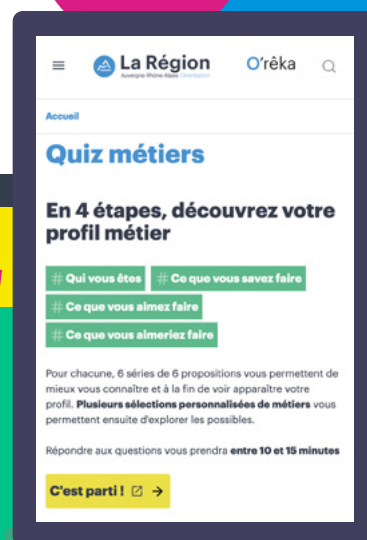 La Région
Auvergne-Rhône-Alpes Orientation
O'rêka
Accueil
Quiz métiers
En 4 étapes, découvrez votre
profil métier
# Qui vous êtes # Ce que vous savez faire
# Ce que vous aimez faire
# Ce que vous aimeriez faire
Pour chacune, 6 séries de 6 propositions vous permettent de
mieux vous connaître et à la fin de voir apparaître votre
profil. Plusieurs sélections personnalisées de métiers vous
permettent ensuite d'explorer les possibles.
Répondre aux questions vous prendra entre 10 et 15 minutes
C'est parti !